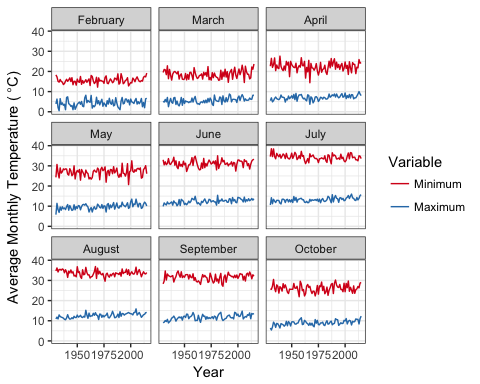 February March April
40
30
20
10
0
May June July
40
30
20
10
0
August September October
40
30
20
10
0
1950 1975 2000 1950 1975 2000 1950 1975 2000
Year
Average Monthly Temperature ( °C)
Variable
Minimum
Maximum